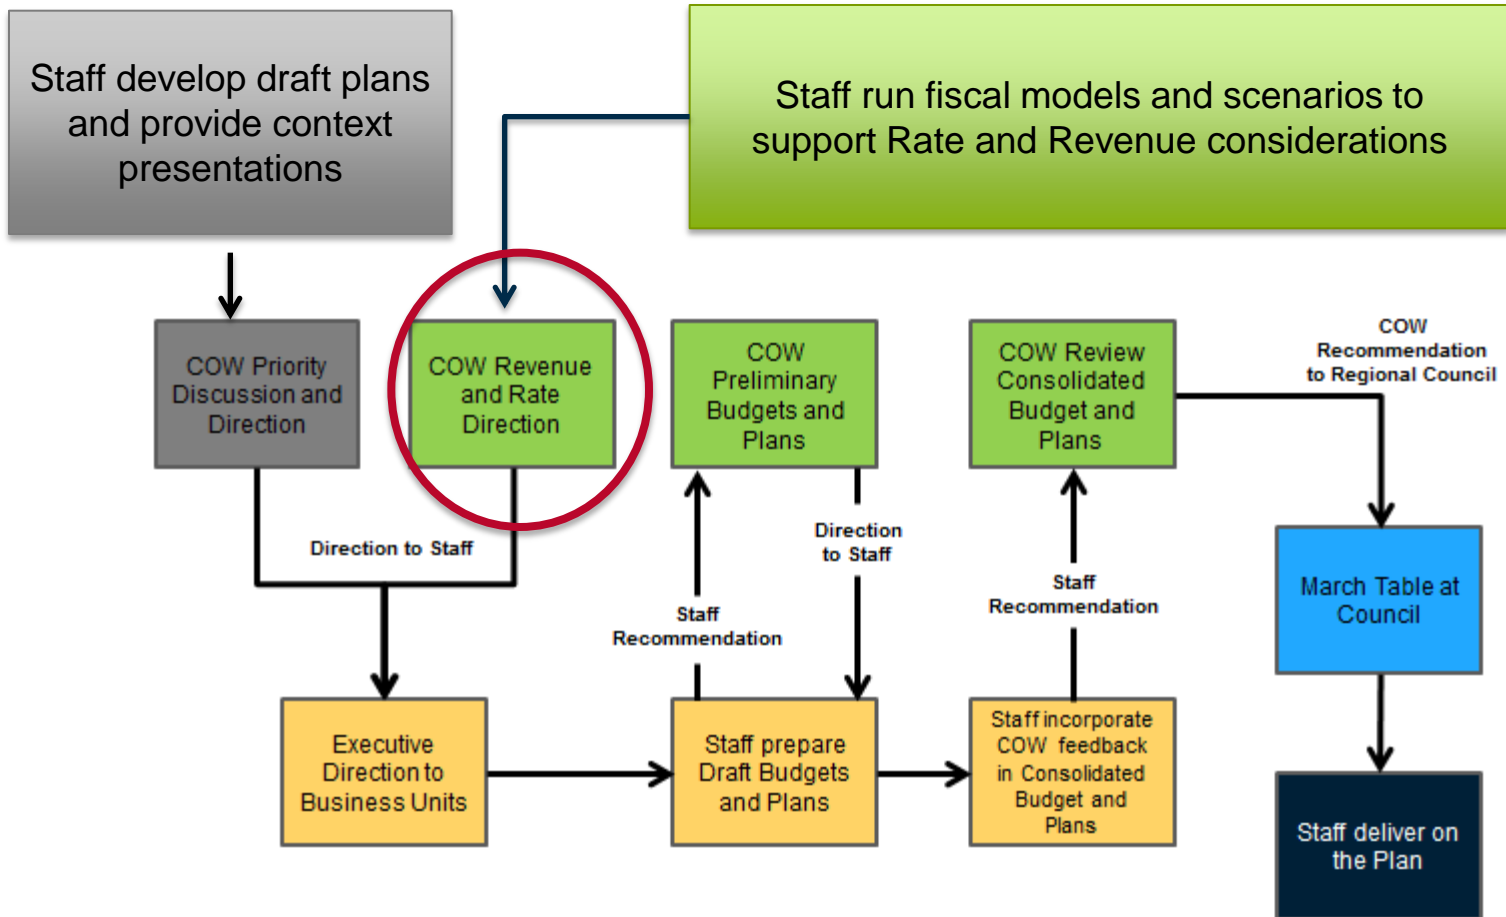 Staff develop draft plans
and provide context
presentations
Staff run fiscal models and scenarios to
support Rate and Revenue considerations
COW Priority
Discussion and
Direction
COW Revenue
and Rate
Direction
COW
Preliminary
Budgets and
Plans
COW Review
Consolidated
Budget and
Plans
COW
Recommendation
to Regional Council
Direction to Staff
Staff
Recommendation
Direction
to Staff
Staff
Recommendation
March Table at
Council
Executive
Direction to
Business Units
Staff prepare
Draft Budgets
and Plans
Staff incorporate
COW feedback
in Consolidated
Budget and
Plans
Staff deliver on
the Plan